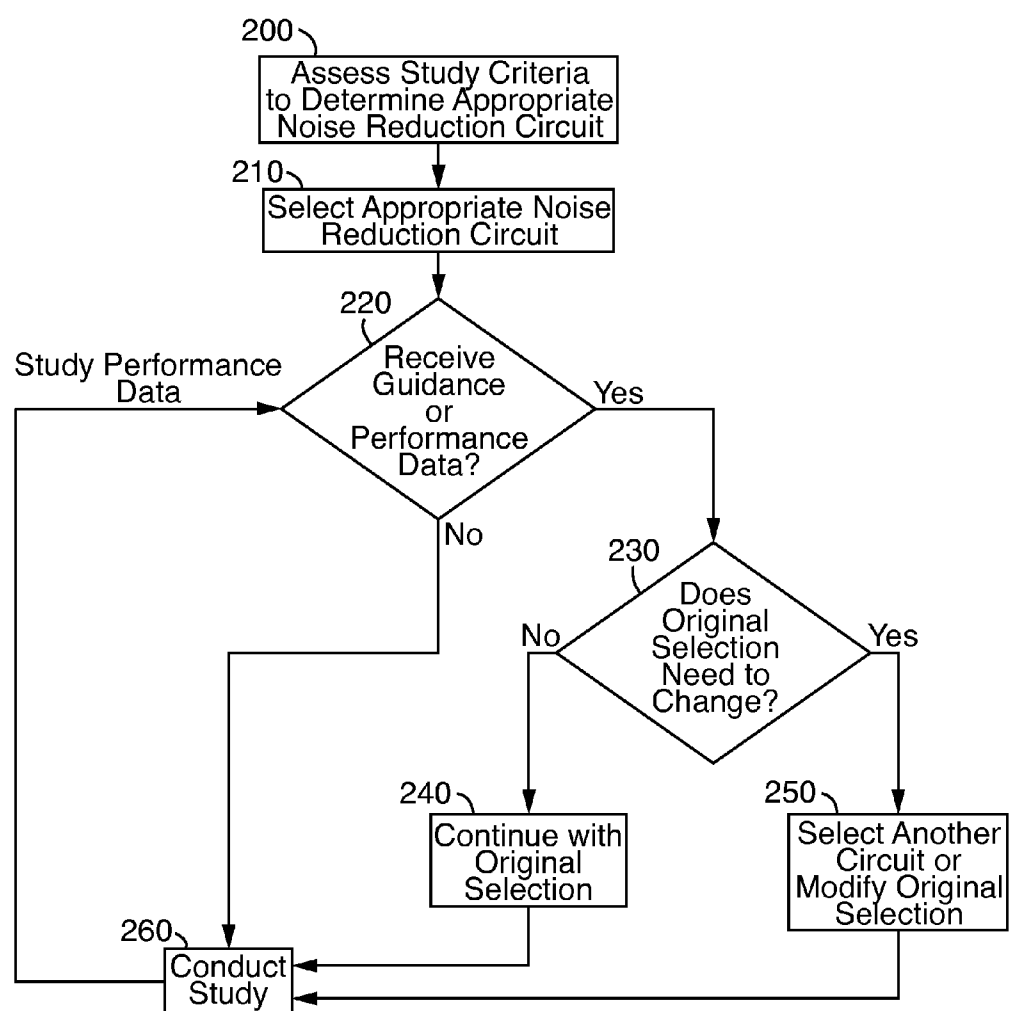 200
Assess Study Criteria
to Determine Appropriate
Noise Reduction Circuit
210
Select Appropriate Noise
Reduction Circuit
220
Receive
Guidance
or
Performance
Data?
Study Performance
Data
Yes
No
230
Does
Original
Selection
Need to
Change?
No
Yes
240
Continue with
Original
Selection
250
Select Another
Circuit or
Modify Original
Selection
260
Conduct
Study